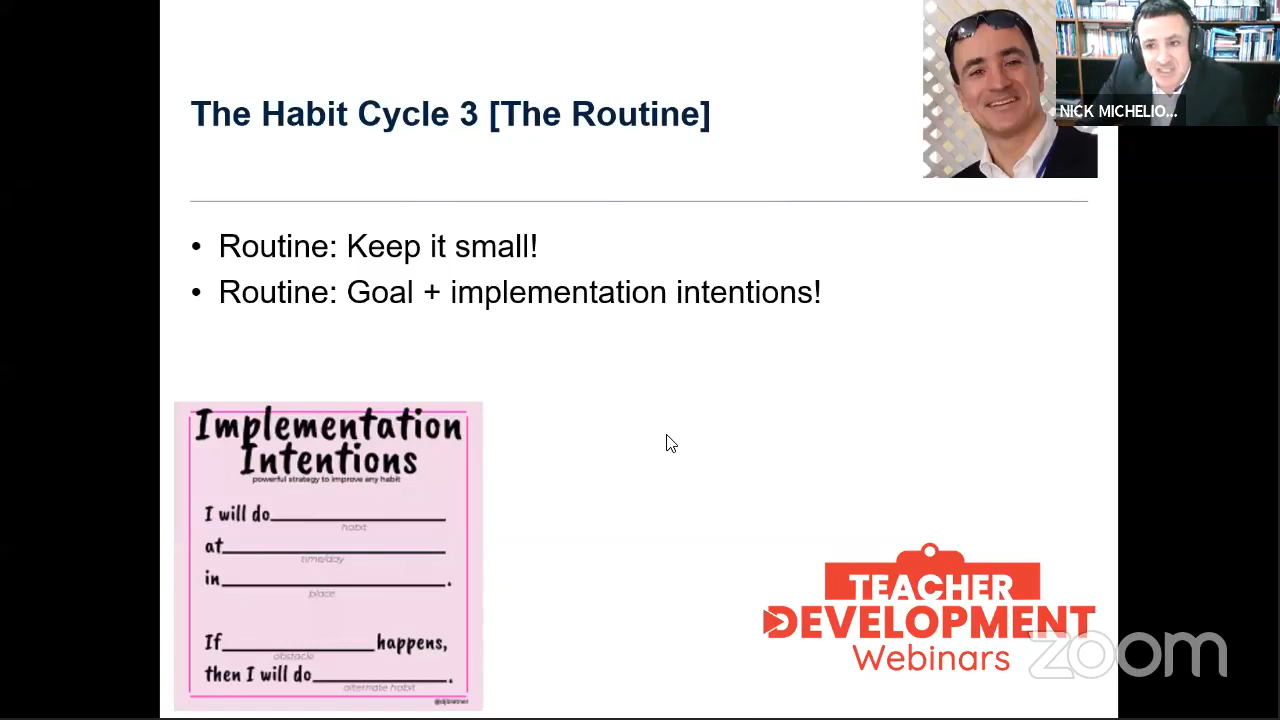 The Habit Cycle 3 [The Routine]
NICK MICHELIO...
• Routine: Keep it small!
• Routine: Goal + implementation intentions!
Implementation
Intentions
powerful strategy to improve any habit
I will do
habit
at
time/day
in .
place
If happens,
obstacle
then I will do .
alternate habit
@djbratner
TEACHER
DEVELOPMENT
Webinars
zoom